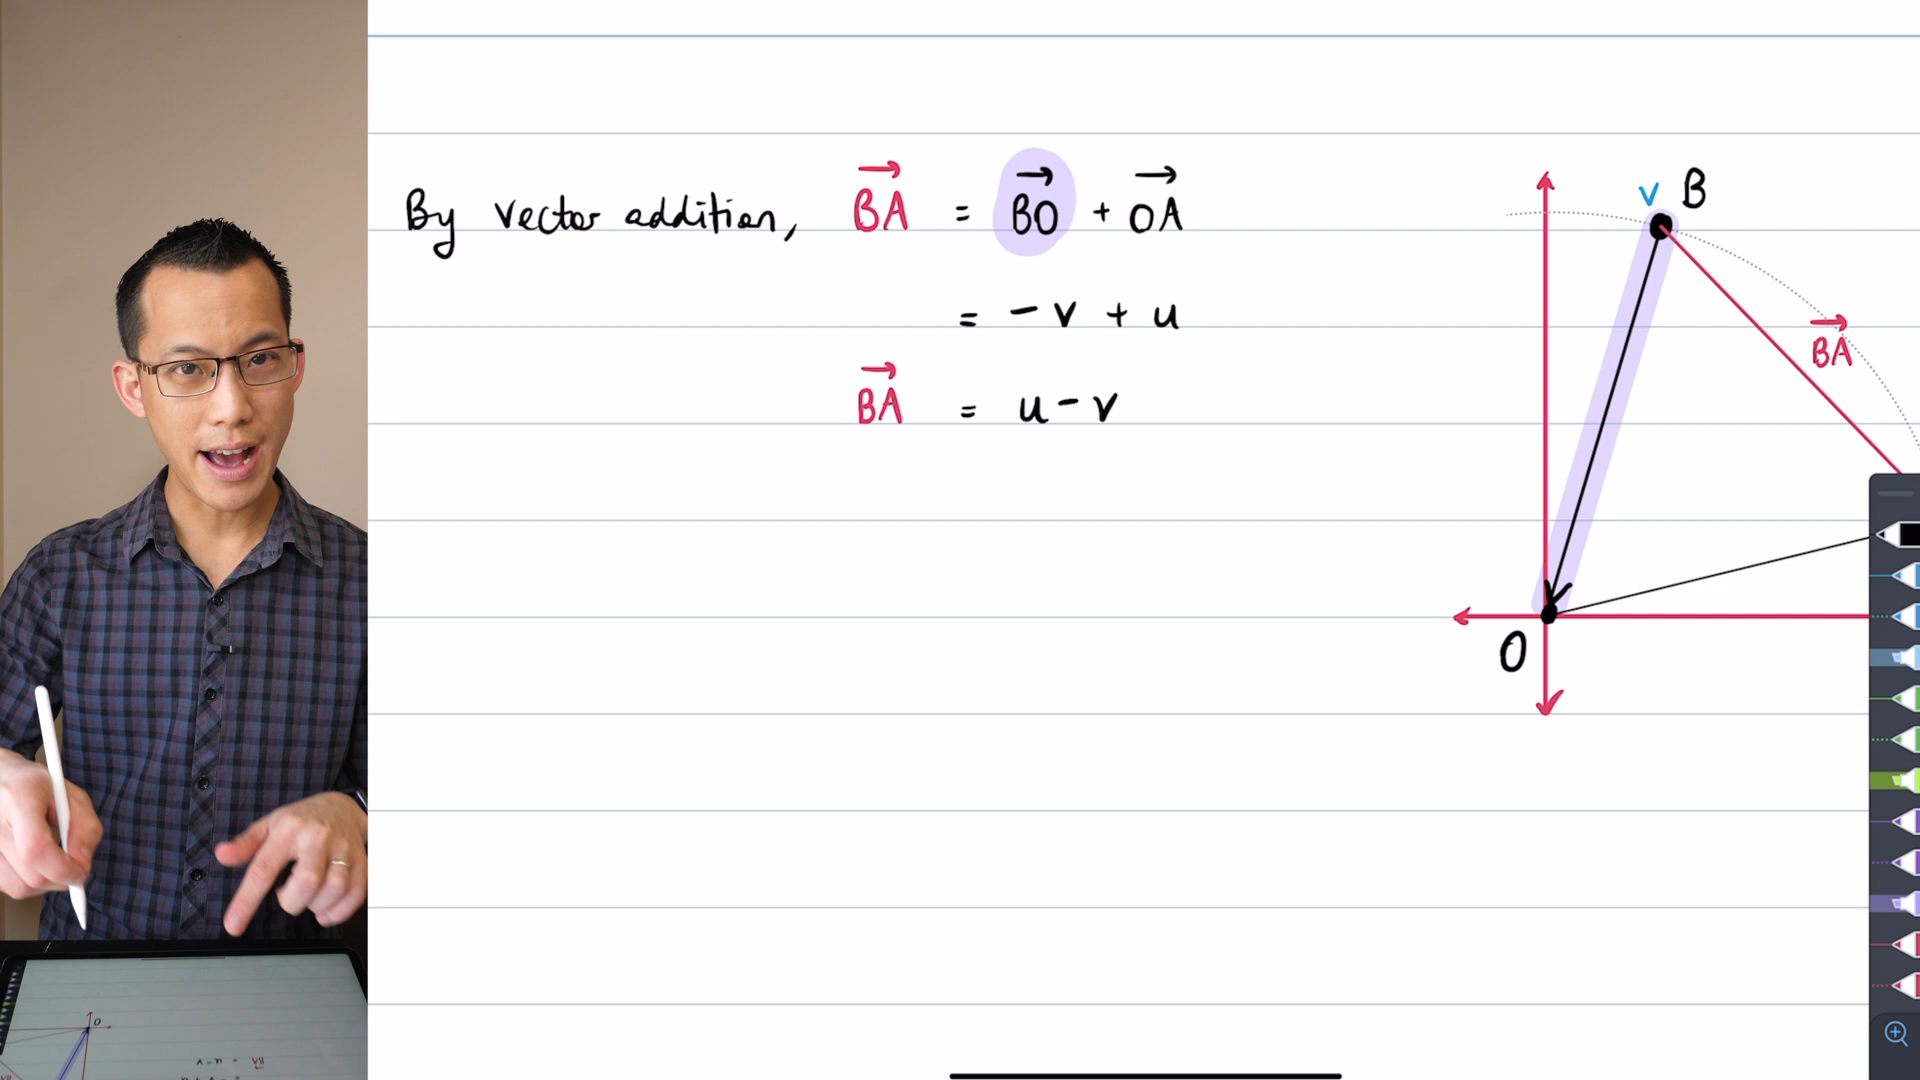 By vector addition, BA = BO + OA
= - v + u
BA = u - v
v B
BA
O
O